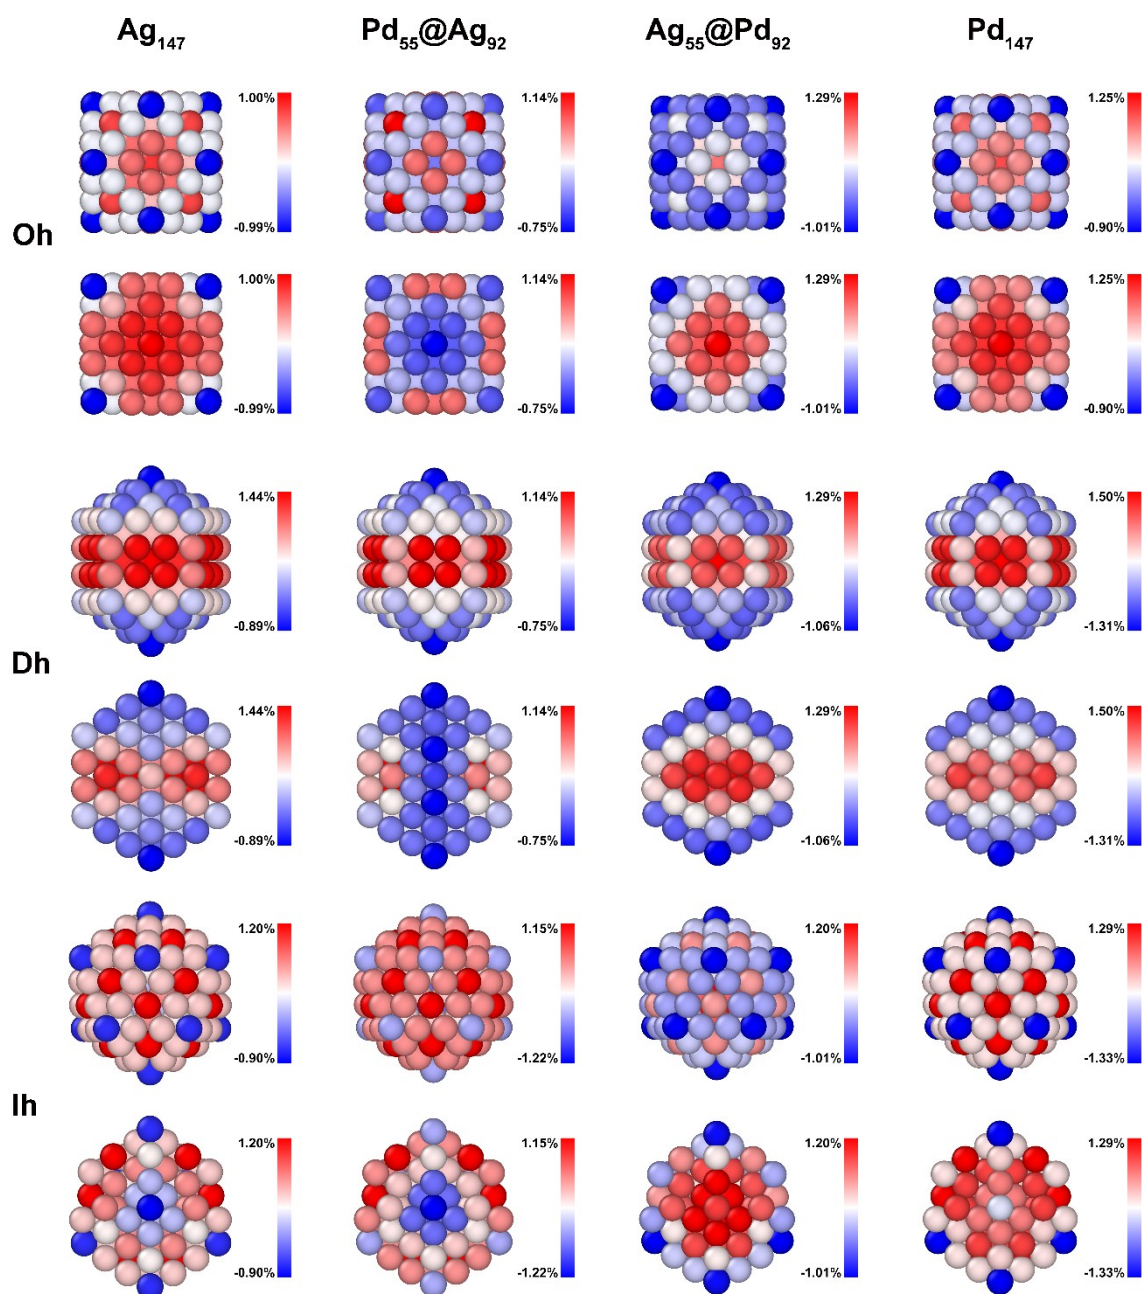 Ag₁₄₇ Pd₅₅@Ag₉₂ Ag₅₅@Pd₉₂ Pd₁₄₇
1.00% 1.14% 1.29% 1.25%
Oh
-0.99% -0.75% -1.01% -0.90%
1.00% 1.14% 1.29% 1.25%
-0.99% -0.75% -1.01% -0.90%
1.44% 1.14% 1.29% 1.50%
-0.89% -0.75% -1.06% -1.31%
Dh
1.44% 1.14% 1.29% 1.50%
-0.89% -0.75% -1.06% -1.31%
1.20% 1.15% 1.20% 1.29%
-0.90% -1.22% -1.01% -1.33%
Ih
1.20% 1.15% 1.20% 1.29%
-0.90% -1.22% -1.01% -1.33%